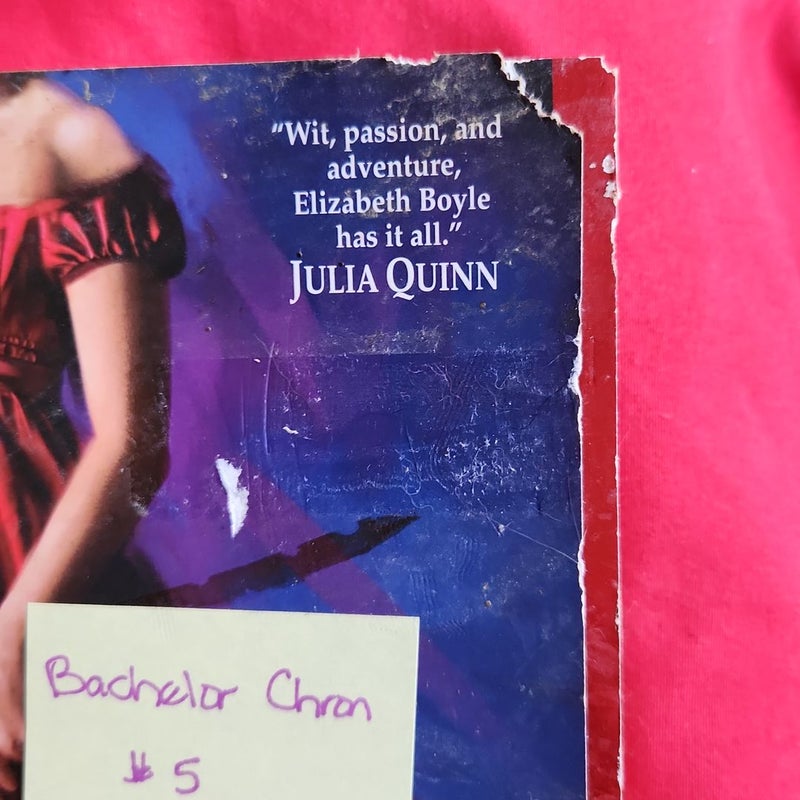 "Wit, passion, and
adventure,
Elizabeth Boyle
has it all."
JULIA QUINN
Bachelor Chron
# 5